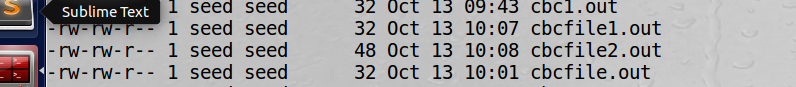 Sublime Text
1 seed seed 32 Oct 13 09:43 cbc1.out
-rw-rw-r-- 1 seed seed 32 Oct 13 10:07 cbcfile1.out
-rw-rw-r-- 1 seed seed 48 Oct 13 10:08 cbcfile2.out
-rw-rw-r-- 1 seed seed 32 Oct 13 10:01 cbcfile.out